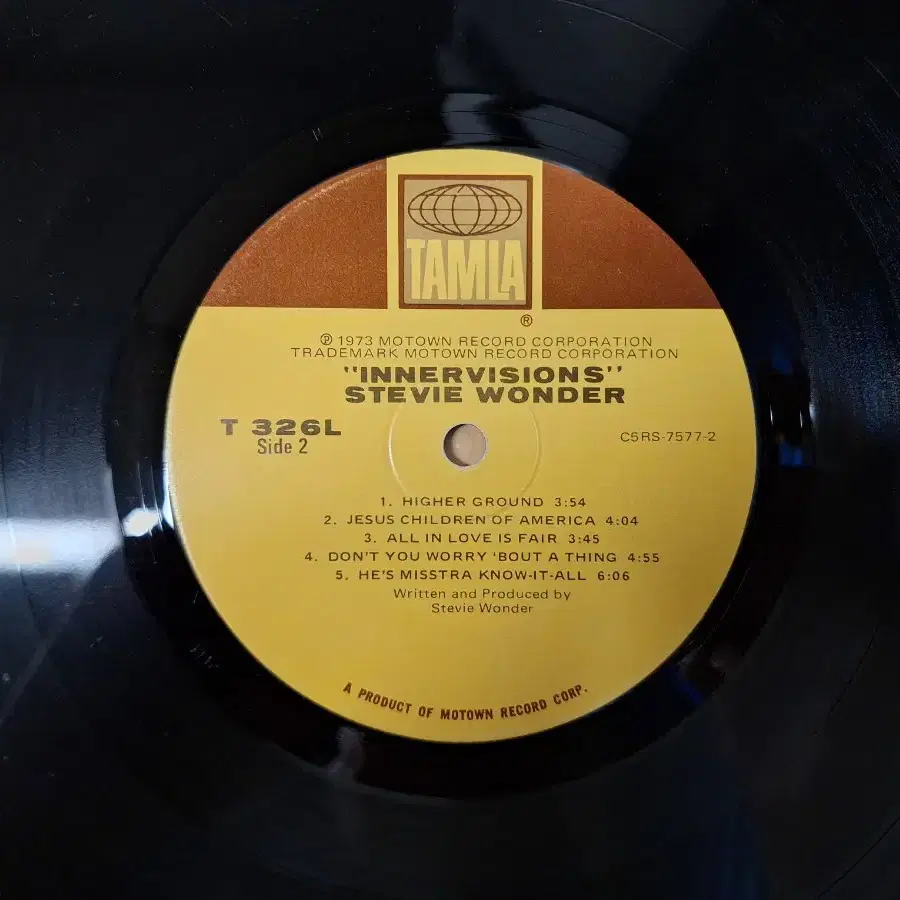 TAMLA
®
℗ 1973 MOTOWN RECORD CORPORATION
TRADEMARK MOTOWN RECORD CORPORATION
"INNERVISIONS"
STEVIE WONDER
T 326L
Side 2
C5RS-7577-2
1. HIGHER GROUND 3:54
2. JESUS CHILDREN OF AMERICA 4:04
3. ALL IN LOVE IS FAIR 3:45
4. DON'T YOU WORRY 'BOUT A THING 4:55
5. HE'S MISSTRA KNOW-IT-ALL 6:06
Written and Produced by
Stevie Wonder
A PRODUCT OF MOTOWN RECORD CORP.